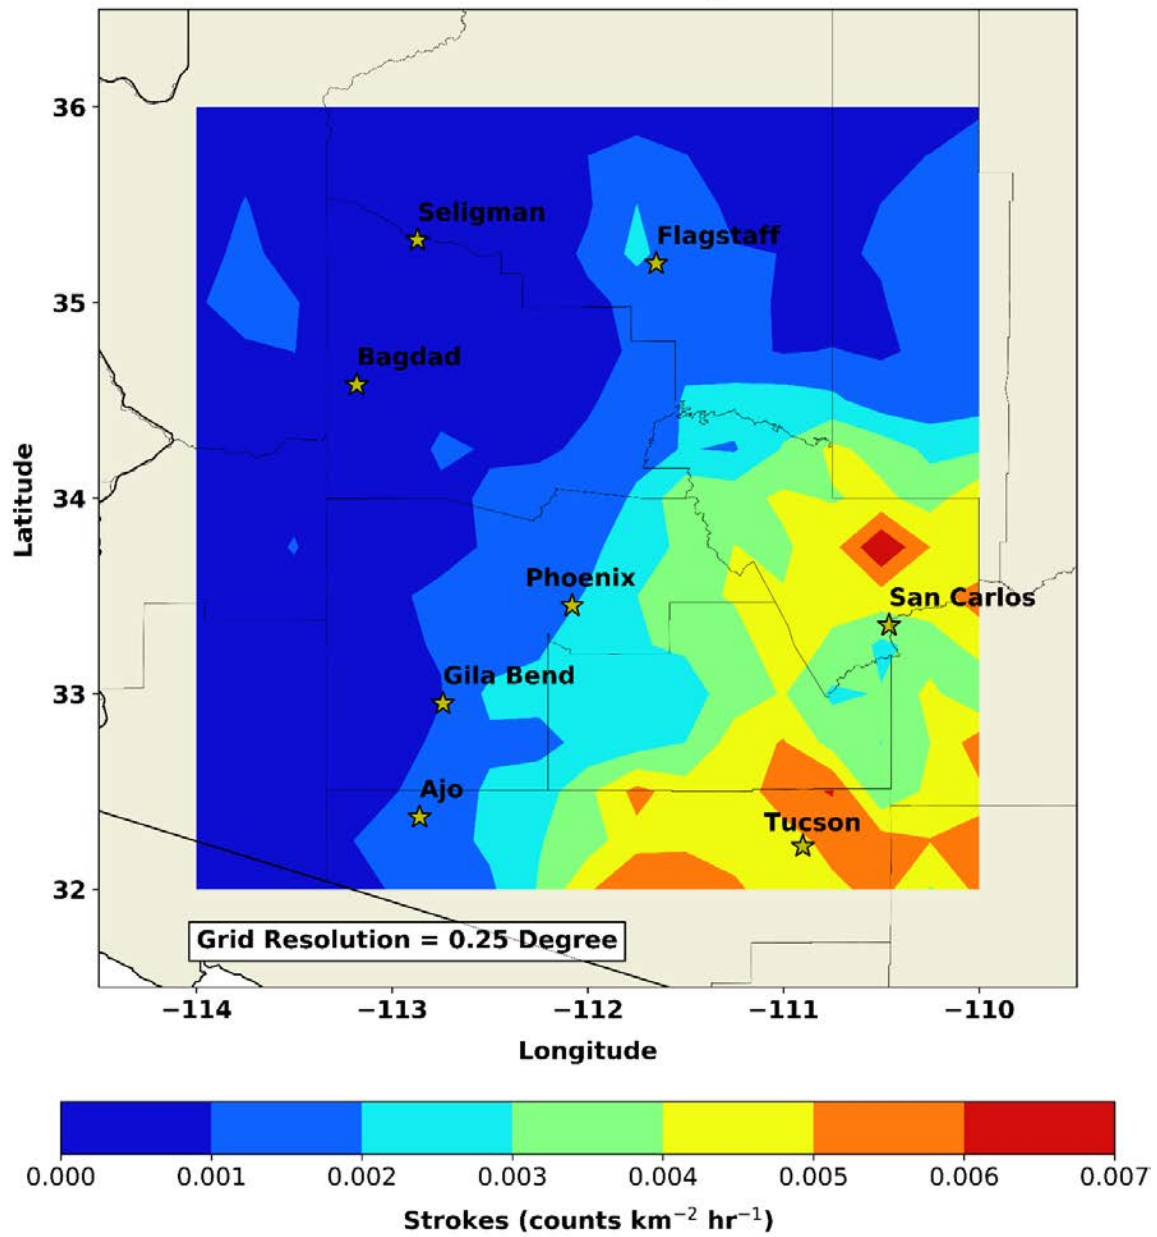 36
35
34
33
32
Latitude
Seligman
Flagstaff
Bagdad
Phoenix
San Carlos
Gila Bend
Ajo
Tucson
Grid Resolution = 0.25 Degree
−114 −113 −112 −111 −110
Longitude
0.000 0.001 0.002 0.003 0.004 0.005 0.006 0.007
Strokes (counts km⁻² hr⁻¹)